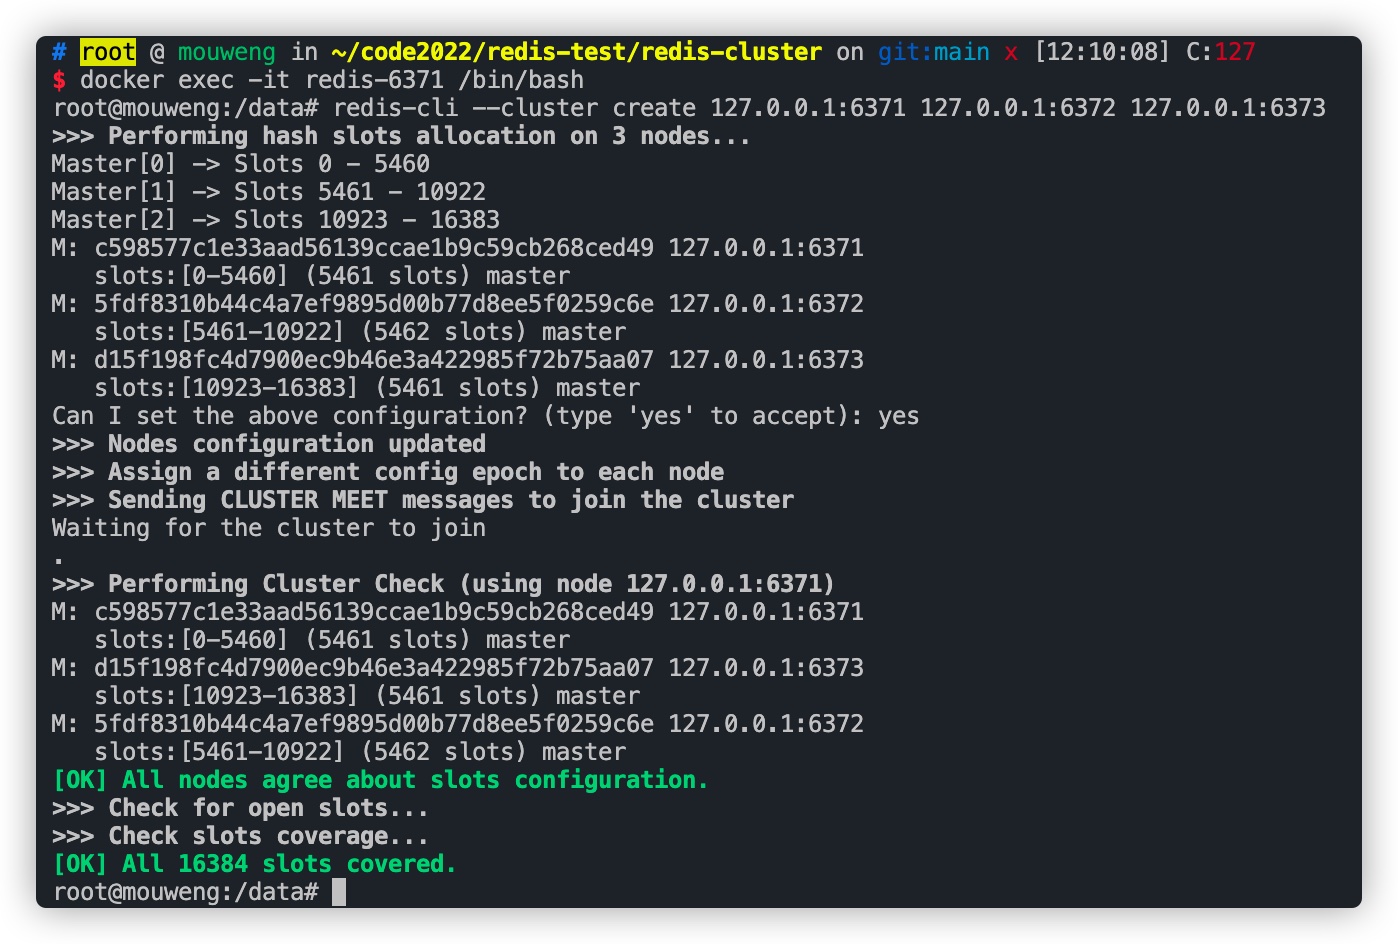 # root @ mouweng in ~/code2022/redis-test/redis-cluster on git:main x [12:10:08] C:127
$ docker exec -it redis-6371 /bin/bash
root@mouweng:/data# redis-cli --cluster create 127.0.0.1:6371 127.0.0.1:6372 127.0.0.1:6373
>>> Performing hash slots allocation on 3 nodes...
Master[0] -> Slots 0 - 5460
Master[1] -> Slots 5461 - 10922
Master[2] -> Slots 10923 - 16383
M: c598577c1e33aad56139ccae1b9c59cb268ced49 127.0.0.1:6371
   slots:[0-5460] (5461 slots) master
M: 5fdf8310b44c4a7ef9895d00b77d8ee5f0259c6e 127.0.0.1:6372
   slots:[5461-10922] (5462 slots) master
M: d15f198fc4d7900ec9b46e3a422985f72b75aa07 127.0.0.1:6373
   slots:[10923-16383] (5461 slots) master
Can I set the above configuration? (type 'yes' to accept): yes
>>> Nodes configuration updated
>>> Assign a different config epoch to each node
>>> Sending CLUSTER MEET messages to join the cluster
Waiting for the cluster to join
.
>>> Performing Cluster Check (using node 127.0.0.1:6371)
M: c598577c1e33aad56139ccae1b9c59cb268ced49 127.0.0.1:6371
   slots:[0-5460] (5461 slots) master
M: d15f198fc4d7900ec9b46e3a422985f72b75aa07 127.0.0.1:6373
   slots:[10923-16383] (5461 slots) master
M: 5fdf8310b44c4a7ef9895d00b77d8ee5f0259c6e 127.0.0.1:6372
   slots:[5461-10922] (5462 slots) master
[OK] All nodes agree about slots configuration.
>>> Check for open slots...
>>> Check slots coverage...
[OK] All 16384 slots covered.
root@mouweng:/data#